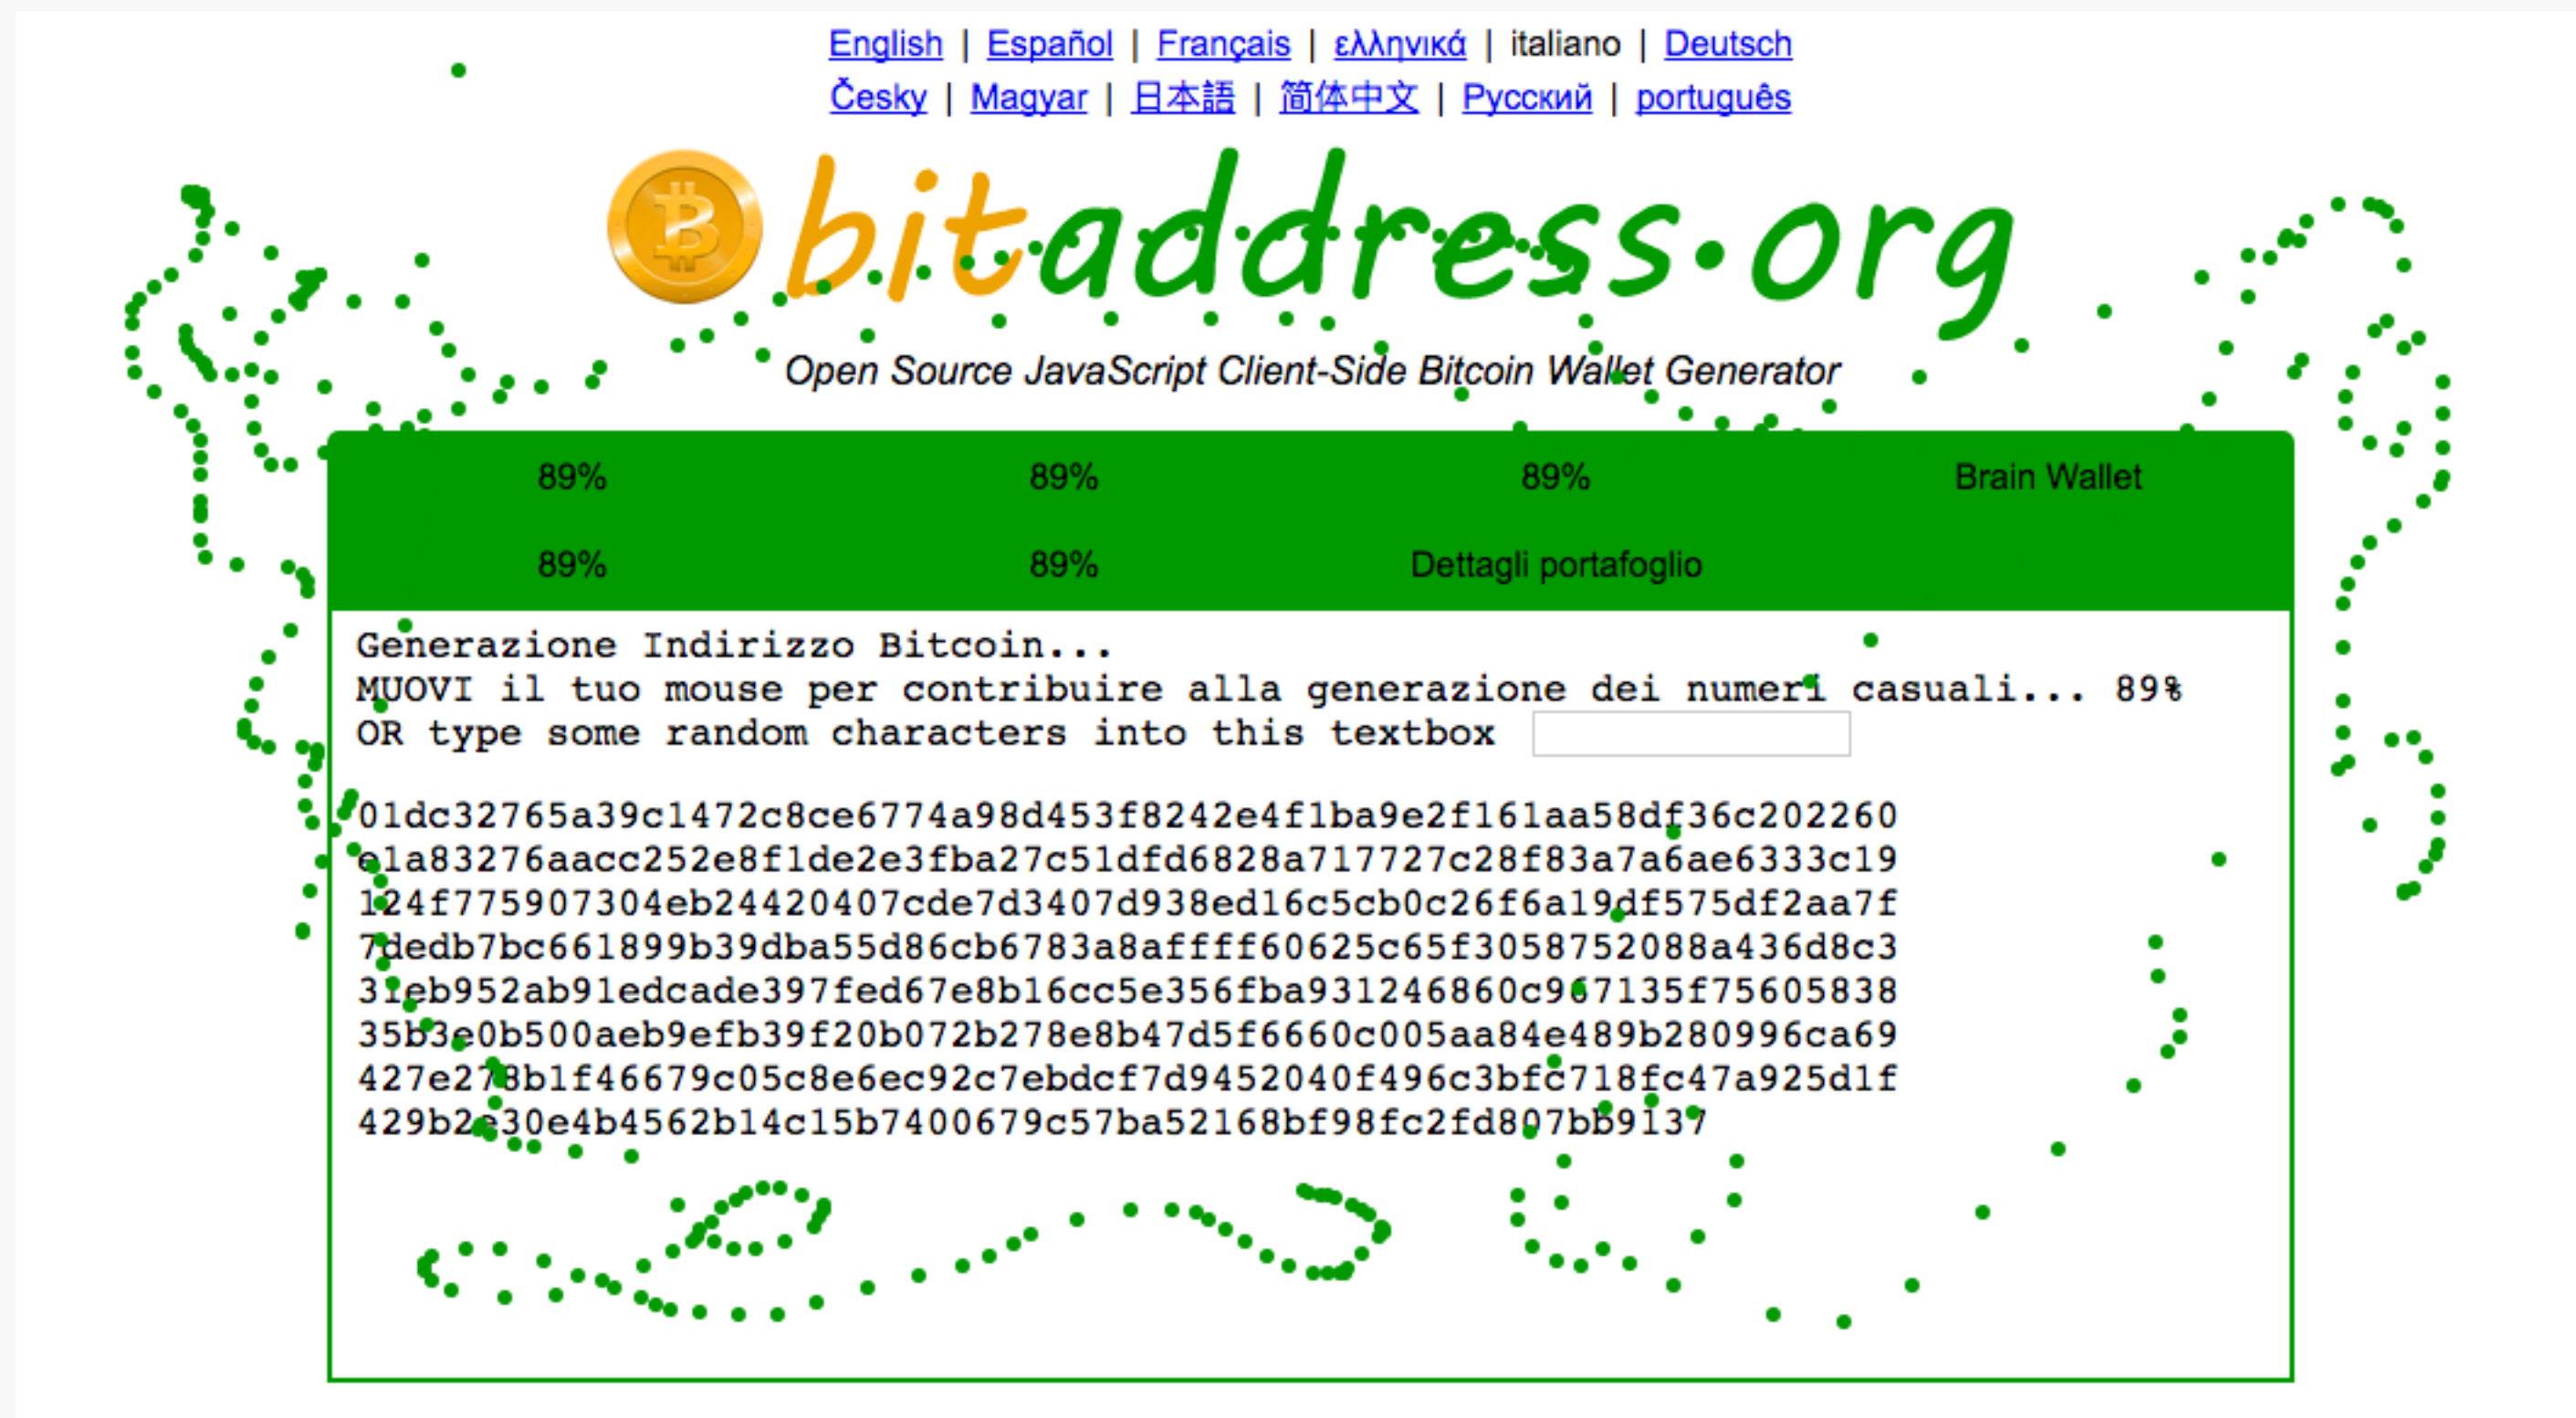 English | Español | Français | ελληνικά | italiano | Deutsch
Česky | Magyar | 日本語 | 简体中文 | Русский | português
bitaddress.org
Open Source JavaScript Client-Side Bitcoin Wallet Generator
89% 89% 89% Brain Wallet
89% 89% Dettagli portafoglio
Generazione Indirizzo Bitcoin...
MUOVI il tuo mouse per contribuire alla generazione dei numeri casuali... 89%
OR type some random characters into this textbox
01dc32765a39c1472c8ce6774a98d453f8242e4f1ba9e2f161aa58df36c202260
e1a83276aacc252e8f1de2e3fba27c51dfd6828a717727c28f83a7a6ae6333c19
124f775907304eb24420407cde7d3407d938ed16c5cb0c26f6a19df575df2aa7f
7dedb7bc661899b39dba55d86cb6783a8affff60625c65f3058752088a436d8c3
31eb952ab91edcade397fed67e8b16cc5e356fba931246860c967135f75605838
35b3e0b500aeb9efb39f20b072b278e8b47d5f6660c005aa84e489b280996ca69
427e278b1f46679c05c8e6ec92c7ebdcf7d9452040f496c3bfc718fc47a925d1f
429b2e30e4b4562b14c15b7400679c57ba52168bf98fc2fd807bb9137